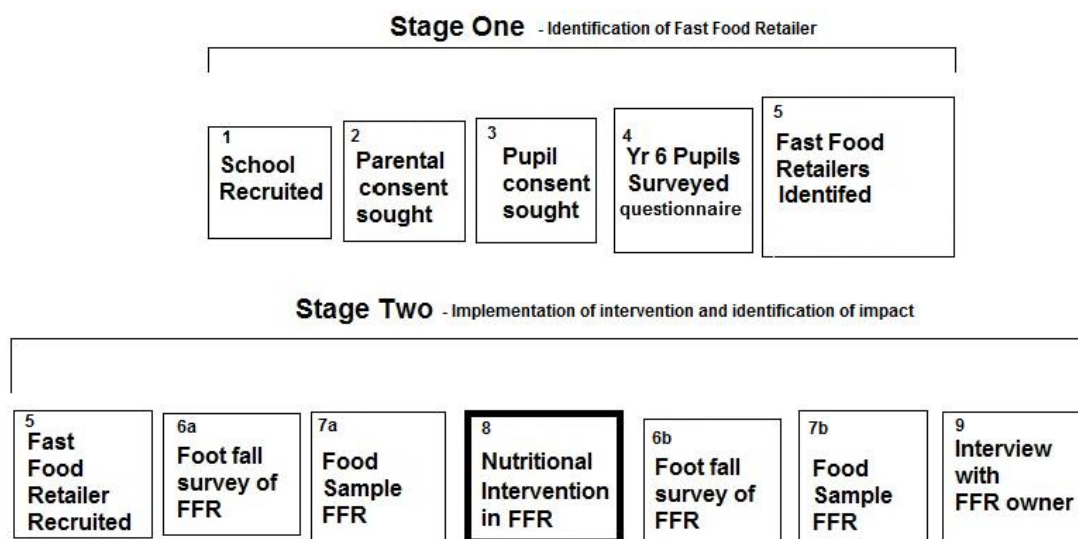 Stage One - Identification of Fast Food Retailer
1
School
Recruited
2
Parental
consent
sought
3
Pupil
consent
sought
4
Yr 6 Pupils
Surveyed
questionnaire
5
Fast Food
Retailers
Identifed
Stage Two - Implementation of intervention and identification of impact
5
Fast
Food
Retailer
Recruited
6a
Foot fall
survey of
FFR
7a
Food
Sample
FFR
8
Nutritional
Intervention
in FFR
6b
Foot fall
survey of
FFR
7b
Food
Sample
FFR
9
Interview
with
FFR owner